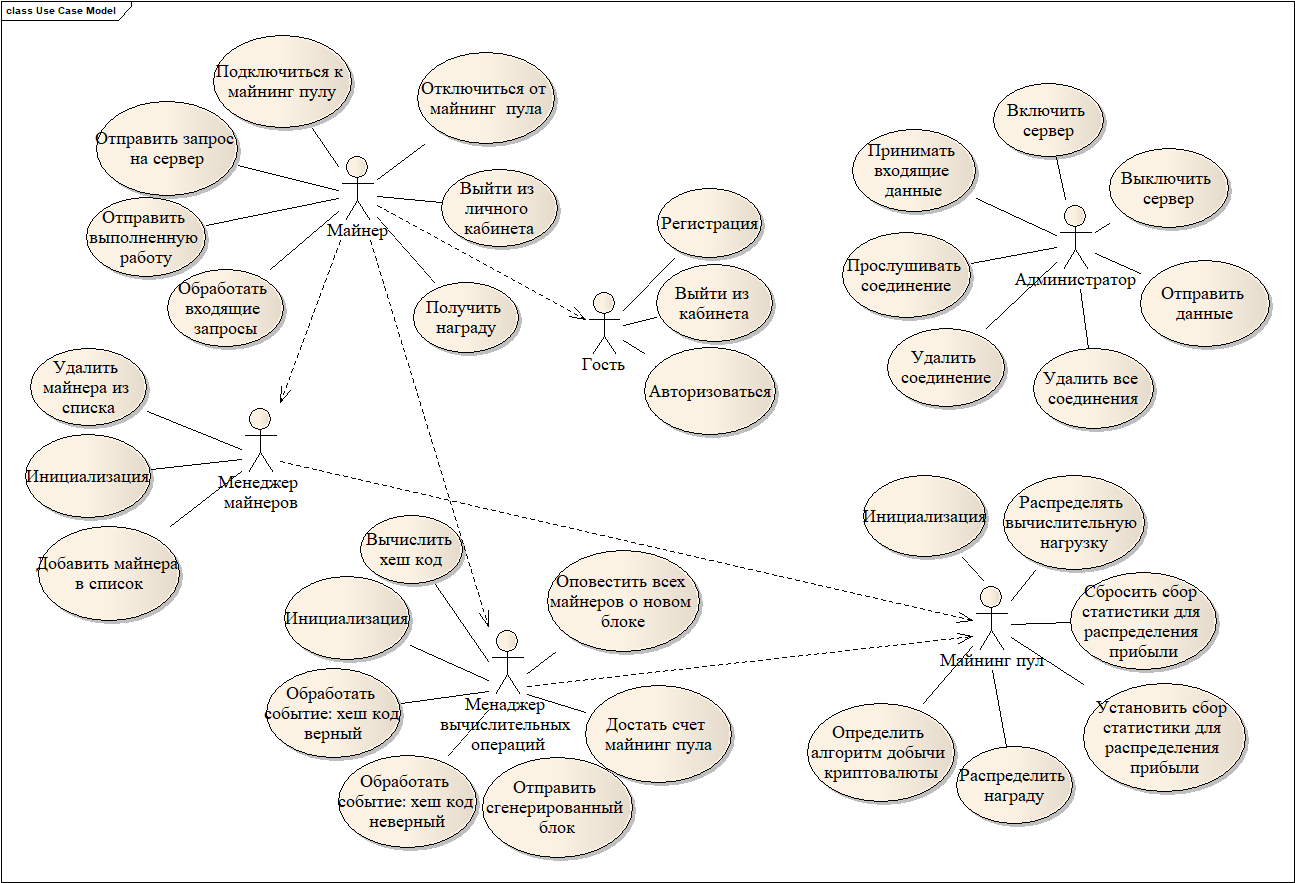 class Use Case Model
Подключиться к
майнинг пулу
Отключиться от
майнинг пула
Отправить запрос
на сервер
Выйти из
личного
кабинета
Отправить
выполненную
работу
Майнер
Обработать
входящие
запросы
Получить
награду
Регистрация
Выйти из
кабинета
Гость
Авторизоваться
Включить
сервер
Принимать
входящие
данные
Выключить
сервер
Прослушивать
соединение
Администратор
Отправить
данные
Удалить
соединение
Удалить все
соединения
Удалить
майнера из
списка
Инициализация
Менеджер
майнеров
Добавить майнера
в список
Вычислить
хеш код
Инициализация
Оповестить всех
майнеров о новом
блоке
Обработать
событие: хеш код
верный
Менаджер
вычислительных
операций
Достать счет
майнинг пула
Обработать
событие: хеш код
неверный
Отправить
сгенерированный
блок
Инициализация
Распределять
вычислительную
нагрузку
Сбросить сбор
статистики для
распределения
прибыли
Майнинг пул
Установить сбор
статистики для
распределения
прибыли
Определить
алгоритм добычи
криптовалюты
Распределить
награду